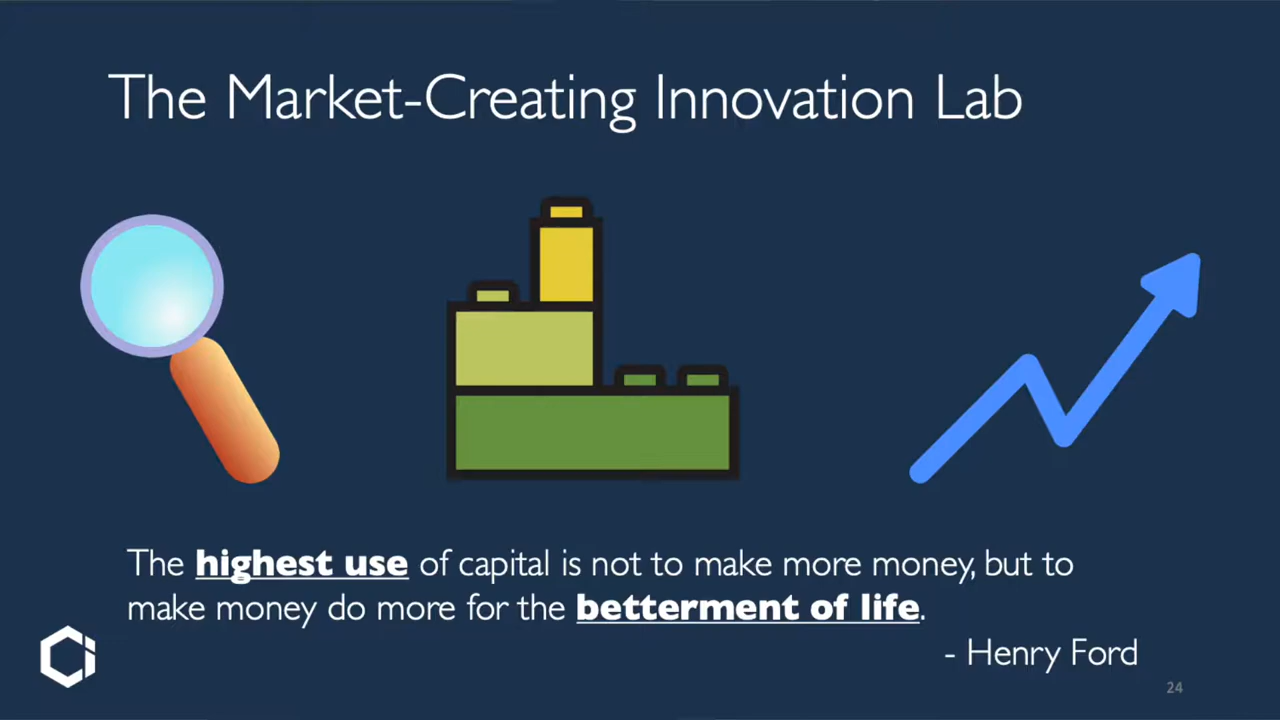 The Market-Creating Innovation Lab
The highest use of capital is not to make more money, but to
make money do more for the betterment of life.
- Henry Ford
24